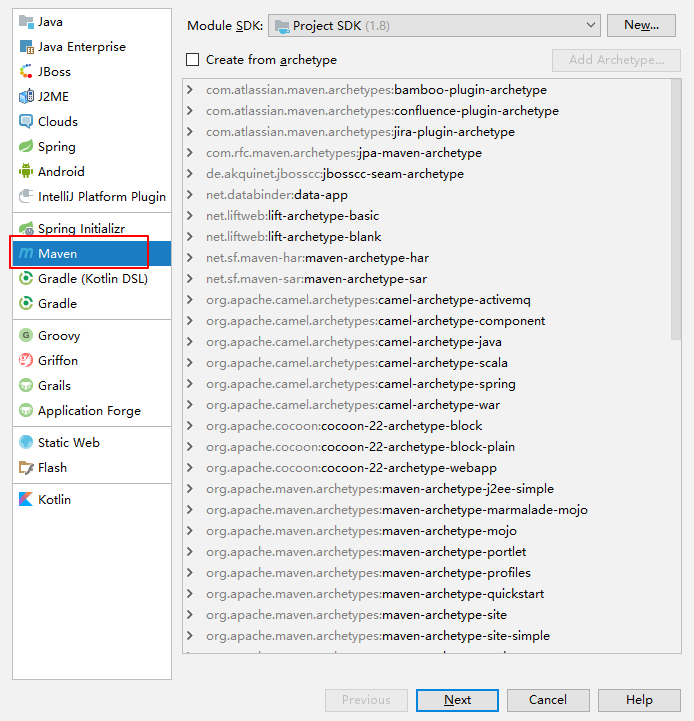 Java
Java Enterprise
JBoss
J2ME
Clouds
Spring
Android
IntelliJ Platform Plugin
Spring Initializr
Maven
Gradle (Kotlin DSL)
Gradle
Groovy
Griffon
Grails
Application Forge
Static Web
Flash
Kotlin
Module SDK: Project SDK (1.8) New...
Create from archetype Add Archetype...
com.atlassian.maven.archetypes:bamboo-plugin-archetype
com.atlassian.maven.archetypes:confluence-plugin-archetype
com.atlassian.maven.archetypes:jira-plugin-archetype
com.rfc.maven.archetypes:jpa-maven-archetype
de.akquinet.jbosscc:jbosscc-seam-archetype
net.databinder:data-app
net.liftweb:lift-archetype-basic
net.liftweb:lift-archetype-blank
net.sf.maven-har:maven-archetype-har
net.sf.maven-sar:maven-archetype-sar
org.apache.camel.archetypes:camel-archetype-activemq
org.apache.camel.archetypes:camel-archetype-component
org.apache.camel.archetypes:camel-archetype-java
org.apache.camel.archetypes:camel-archetype-scala
org.apache.camel.archetypes:camel-archetype-spring
org.apache.camel.archetypes:camel-archetype-war
org.apache.cocoon:cocoon-22-archetype-block
org.apache.cocoon:cocoon-22-archetype-block-plain
org.apache.cocoon:cocoon-22-archetype-webapp
org.apache.maven.archetypes:maven-archetype-j2ee-simple
org.apache.maven.archetypes:maven-archetype-marmalade-mojo
org.apache.maven.archetypes:maven-archetype-mojo
org.apache.maven.archetypes:maven-archetype-portlet
org.apache.maven.archetypes:maven-archetype-profiles
org.apache.maven.archetypes:maven-archetype-quickstart
org.apache.maven.archetypes:maven-archetype-site
org.apache.maven.archetypes:maven-archetype-site-simple
Previous Next Cancel Help